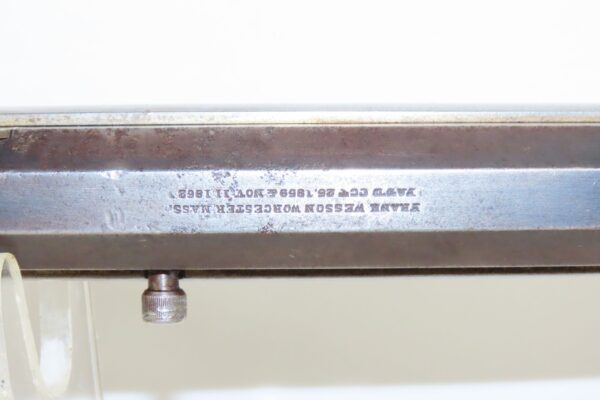 FRANK WESSON WORCESTER MASS.
PAT'D OCT. 25, 1859 & NOV. 11 1862